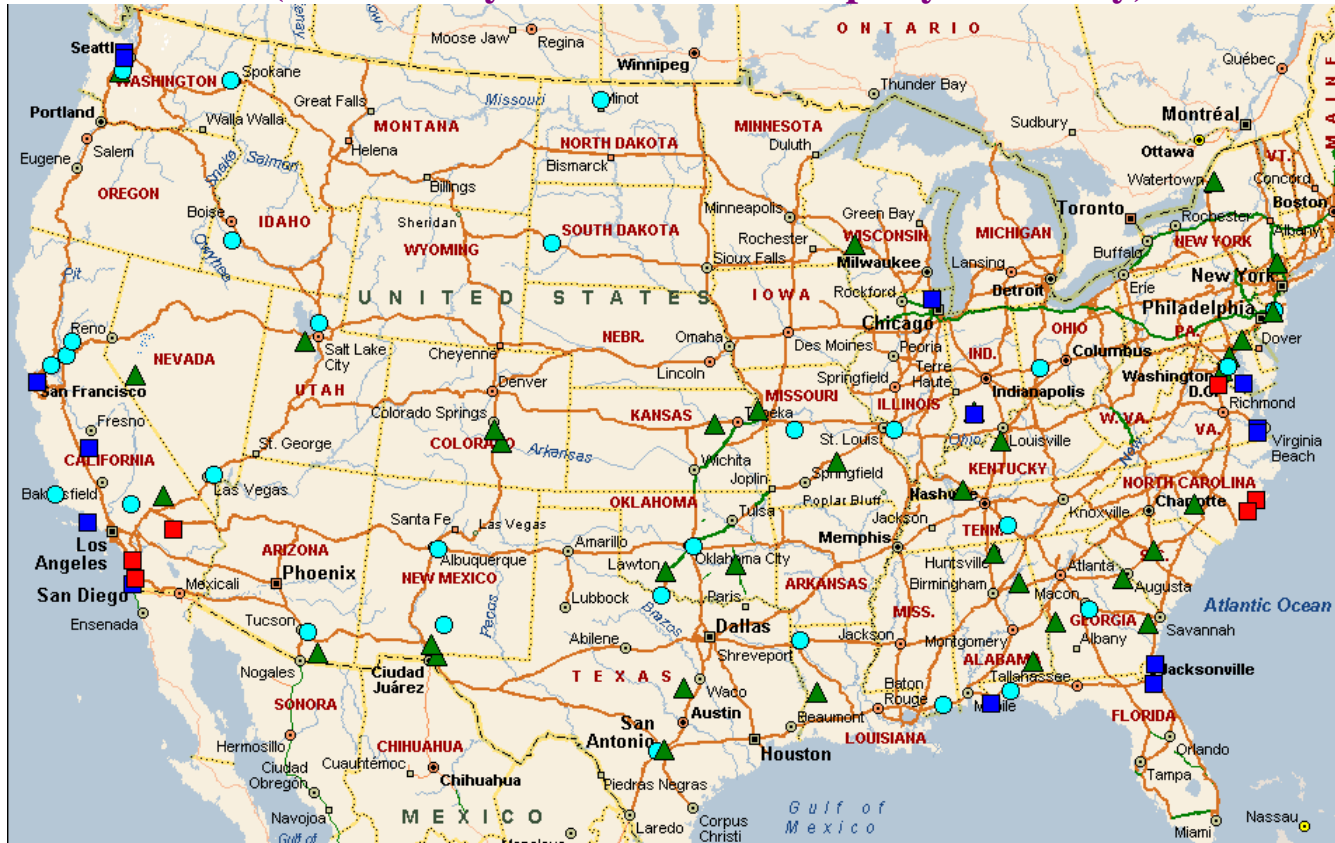 Moose Jaw
Regina
Winnipeg
ONTARIO
Thunder Bay
Québec
MAINE
Seattl
WASHINGTON
Spokane
Great Falls
Missouri
Minot
MINNESOTA
Duluth
Sudbury
Montréal
Ottawa
VT.
Portland
Walla Walla
MONTANA
NORTH DAKOTA
Bismarck
Salem
Eugene
Snake
Salmon
Helena
Billings
Watertown
Concord
Boston
OREGON
Boise
IDAHO
Owyhee
Sheridan
WYOMING
SOUTH DAKOTA
Sioux Falls
Minneapolis
Rochester
Green Bay
WISCONSIN
Milwaukee
MICHIGAN
Lansing
Detroit
Toronto
Rochester
Buffalo
NEW YORK
Albany
Erie
New York
Pit
Reno
NEVADA
UNITED STATES
Salt Lake
City
UTAH
Cheyenne
NEBR.
IOWA
Omaha
Lincoln
Des Moines
Rockford
Chicago
Peoria
OHIO
Philadelphia
PA.
Dover
San Francisco
Denver
Colorado Springs
COLORADO
KANSAS
MISSOURI
Springfield
ILLINOIS
Terre
Haute
IND.
Indianapolis
Columbus
Washington
D.C.
Richmond
Fresno
CALIFORNIA
St. George
Las Vegas
Arkansas
Wichita
St. Louis
Ohio
Louisville
KENTUCKY
W. VA.
New
VA.
Virginia
Beach
Joplin
Springfield
Poplar Bluff
Nashville
NORTH CAROLINA
Charlotte
Los
Angeles
ARIZONA
Phoenix
Santa Fe
Las Vegas
Albuquerque
NEW MEXICO
Pecos
Amarillo
OKLAHOMA
Tulsa
Oklahoma City
Lawton
ARKANSAS
Jackson
Memphis
TENN.
Knoxville
Huntsville
Birmingham
Atlanta
S.C.
Augusta
San Diego
Mexicali
Ensenada
Tucson
Nogales
SONORA
Lubbock
Brazos
Paris
Dallas
Abilene
Shreveport
MISS.
Jackson
Montgomery
Macon
GEORGIA
Albany
Savannah
Atlantic Ocean
Ciudad
Juárez
TEXAS
Waco
Austin
San
Antonio
Houston
Beaumont
Baton
Rouge
LOUISIANA
Mobile
ALABAMA
Tallahassee
Jacksonville
FLORIDA
Orlando
Tampa
Miami
Nassau
Hermosillo
Ciudad
Obregon
Navojoa
Gulf of
CHIHUAHUA
Cuauhtémoc
Chihuahua
MEXICO
Piedras Negras
Laredo
Corpus
Christi
Gulf of
Mexico